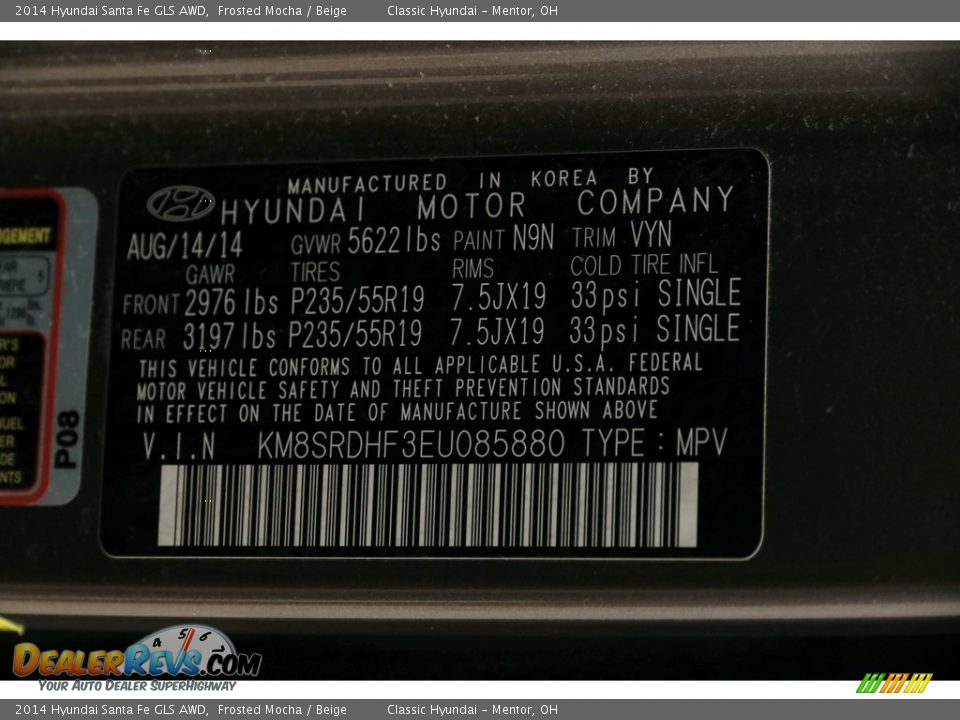 2014 Hyundai Santa Fe GLS AWD, Frosted Mocha / Beige Classic Hyundai – Mentor, OH
MANUFACTURED IN KOREA BY
HYUNDAI MOTOR COMPANY
AUG/14/14 GVWR 5622lbs PAINT N9N TRIM VYN
GAWR TIRES RIMS COLD TIRE INFL
FRONT 2976lbs P235/55R19 7.5JX19 33psi SINGLE
REAR 3197lbs P235/55R19 7.5JX19 33psi SINGLE
THIS VEHICLE CONFORMS TO ALL APPLICABLE U.S.A. FEDERAL
MOTOR VEHICLE SAFETY AND THEFT PREVENTION STANDARDS
IN EFFECT ON THE DATE OF MANUFACTURE SHOWN ABOVE
V.I.N KM8SRDHF3EU085880 TYPE : MPV
P08
4 5 6 7
DEALERREVS.COM
YOUR AUTO DEALER SUPERHIGHWAY
2014 Hyundai Santa Fe GLS AWD, Frosted Mocha / Beige Classic Hyundai – Mentor, OH